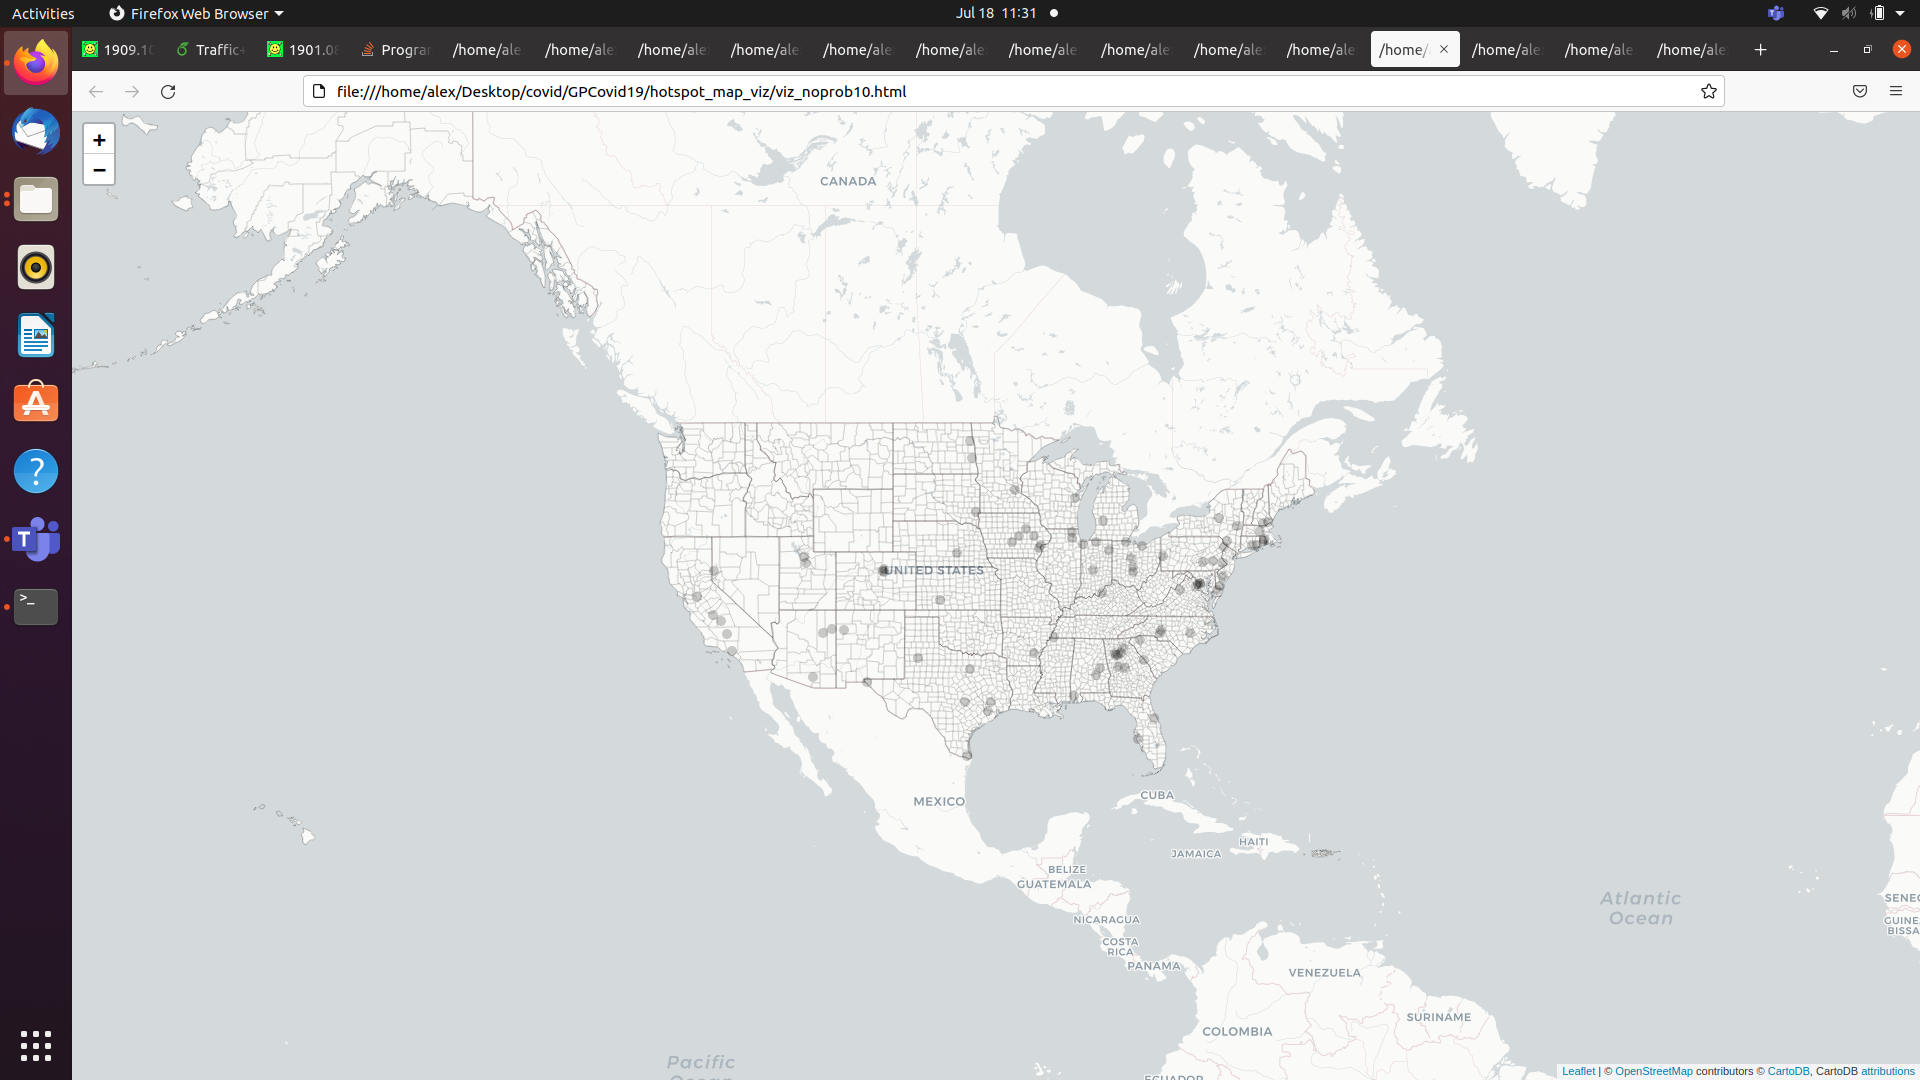 Activities
Firefox Web Browser
Jul 18 11:31
1909.10
Traffic
1901.08
Program
/home/ale
/home/ale
/home/ale
/home/ale
/home/ale
/home/ale
/home/ale
/home/ale
/home/ale
/home/ale
/home/
/home/ale
/home/ale
/home/ale
file:///home/alex/Desktop/covid/GPCovid19/hotspot_map_viz/viz_noprob10.html
+
−
CANADA
UNITED STATES
MEXICO
CUBA
HAITI
JAMAICA
BELIZE
GUATEMALA
NICARAGUA
COSTA
RICA
PANAMA
VENEZUELA
COLOMBIA
SURINAME
ECUADOR
Atlantic
Ocean
Pacific
Ocean
SENEG
GUINE
BISSA
Leaflet | © OpenStreetMap contributors © CartoDB, CartoDB attributions